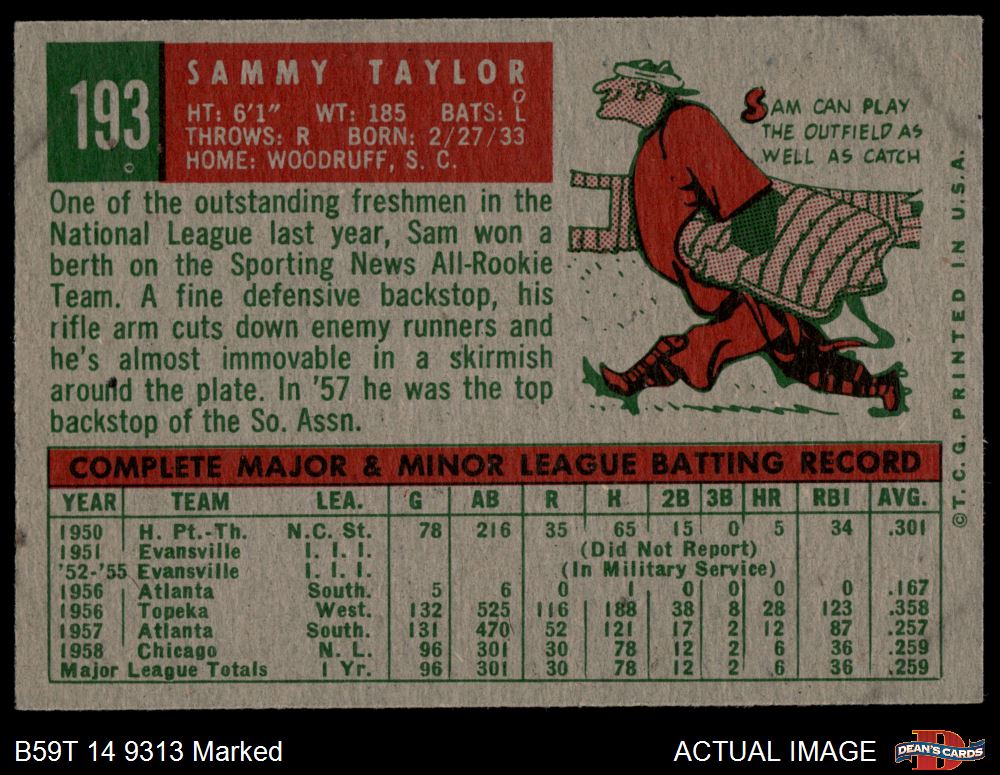 193
SAMMY TAYLOR
HT: 6'1" WT: 185 BATS: L
THROWS: R BORN: 2/27/33
HOME: WOODRUFF, S. C.
One of the outstanding freshmen in the
National League last year, Sam won a
berth on the Sporting News All-Rookie
Team. A fine defensive backstop, his
rifle arm cuts down enemy runners and
he's almost immovable in a skirmish
around the plate. In '57 he was the top
backstop of the So. Assn.
SAM CAN PLAY
THE OUTFIELD AS
WELL AS CATCH
© T. C. G. PRINTED IN U.S.A.
COMPLETE MAJOR & MINOR LEAGUE BATTING RECORD
YEAR TEAM LEA. G AB R H 2B 3B HR RBI AVG.
1950 H. Pt.-Th. N.C. St. 78 216 35 65 15 0 5 34 .301
1951 Evansville I. I. I. (Did Not Report)
'52-'55 Evansville I. I. I. (In Military Service)
1956 Atlanta South. 5 6 0 1 0 0 0 0 .167
1956 Topeka West. 132 525 116 188 38 8 28 123 .358
1957 Atlanta South. 131 470 52 121 17 2 12 87 .257
1958 Chicago N. L. 96 301 30 78 12 2 6 36 .259
Major League Totals 1 Yr. 96 301 30 78 12 2 6 36 .259
B59T 14 9313 Marked
ACTUAL IMAGE
DEAN'S CARDS